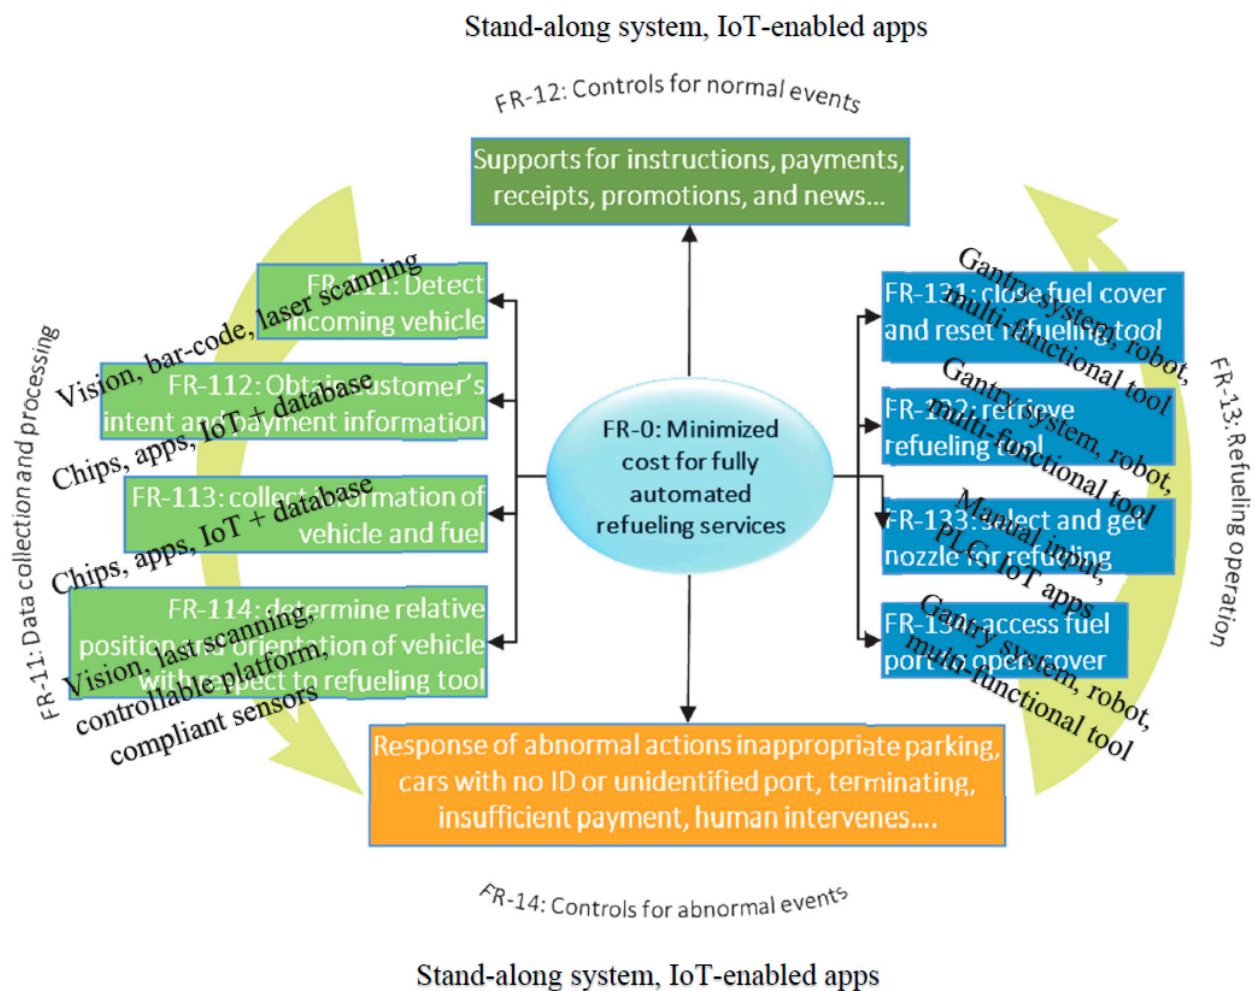 Stand-along system, IoT-enabled apps
FR-12: Controls for normal events
Supports for instructions, payments,
receipts, promotions, and news...
FR-11: Data collection and processing
FR-111: Detect
incoming vehicle
Vision, bar-code, laser scanning
FR-112: Obtain customer's
intent and payment information
Chips, apps, IoT + database
FR-113: collect information of
vehicle and fuel
Chips, apps, IoT + database
FR-114: determine relative
position and orientation of vehicle
with respect to refueling tool
Vision, last scanning,
controllable platform,
compliant sensors
FR-0: Minimized
cost for fully
automated
refueling services
FR-131: close fuel cover
and reset refueling tool
Gantry system, robot,
multi-functional tool
FR-132: retrieve
refueling tool
Gantry system, robot,
multi-functional tool
FR-133: select and get
nozzle for refueling
Manual input,
PLC, IoT apps
FR-134: access fuel
port to open cover
Gantry system, robot,
multi-functional tool
FR-13: Refueling operation
Response of abnormal actions inappropriate parking,
cars with no ID or unidentified port, terminating,
insufficient payment, human intervenes....
FR-14: Controls for abnormal events
Stand-along system, IoT-enabled apps